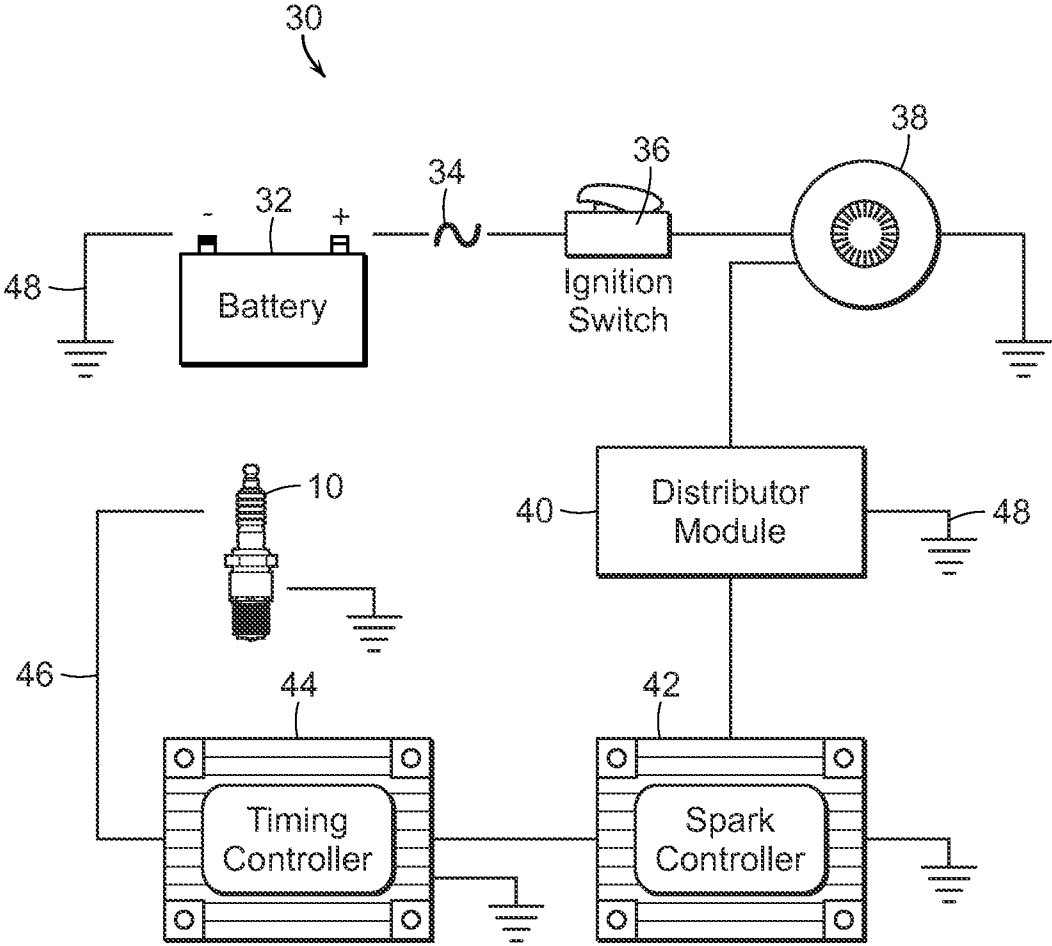 30
38
36
34
- 32 +
48
Battery
Ignition
Switch
10
40
Distributor
Module
48
46
44
42
Timing
Controller
Spark
Controller